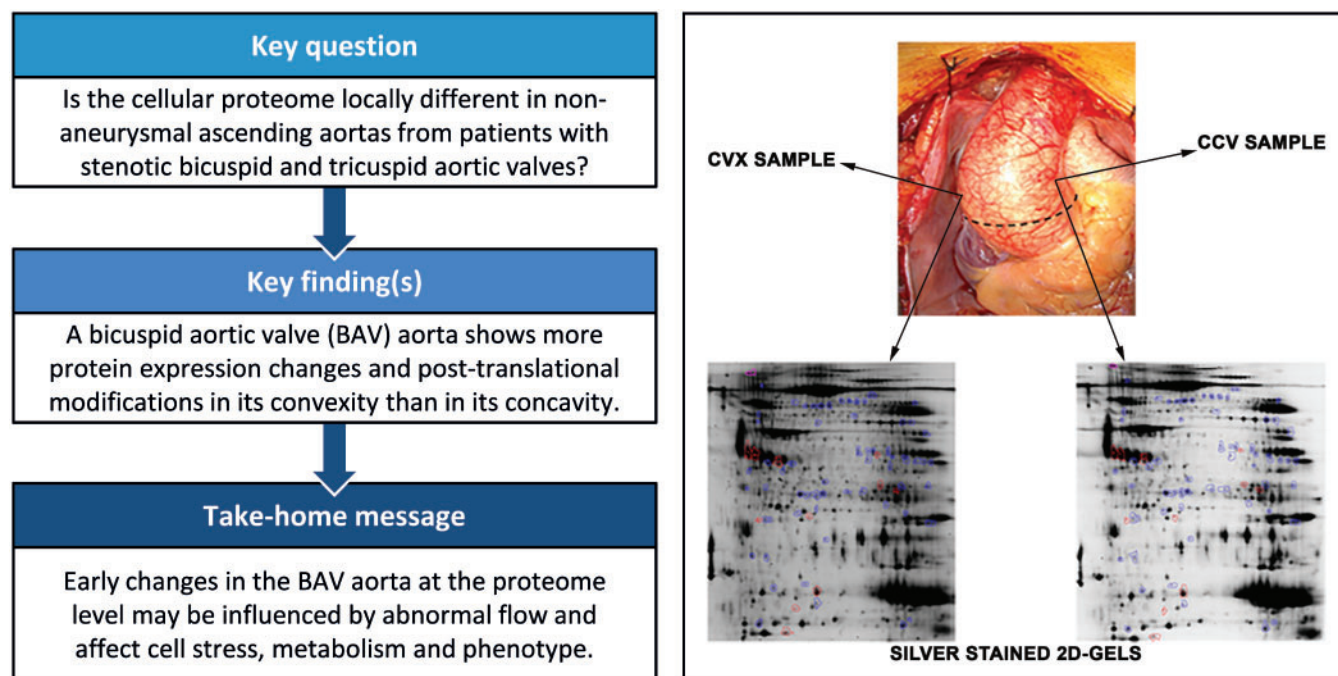 Key question
Is the cellular proteome locally different in non-
aneurysmal ascending aortas from patients with
stenotic bicuspid and tricuspid aortic valves?
Key finding(s)
A bicuspid aortic valve (BAV) aorta shows more
protein expression changes and post-translational
modifications in its convexity than in its concavity.
Take-home message
Early changes in the BAV aorta at the proteome
level may be influenced by abnormal flow and
affect cell stress, metabolism and phenotype.
CVX SAMPLE
CCV SAMPLE
SILVER STAINED 2D-GELS